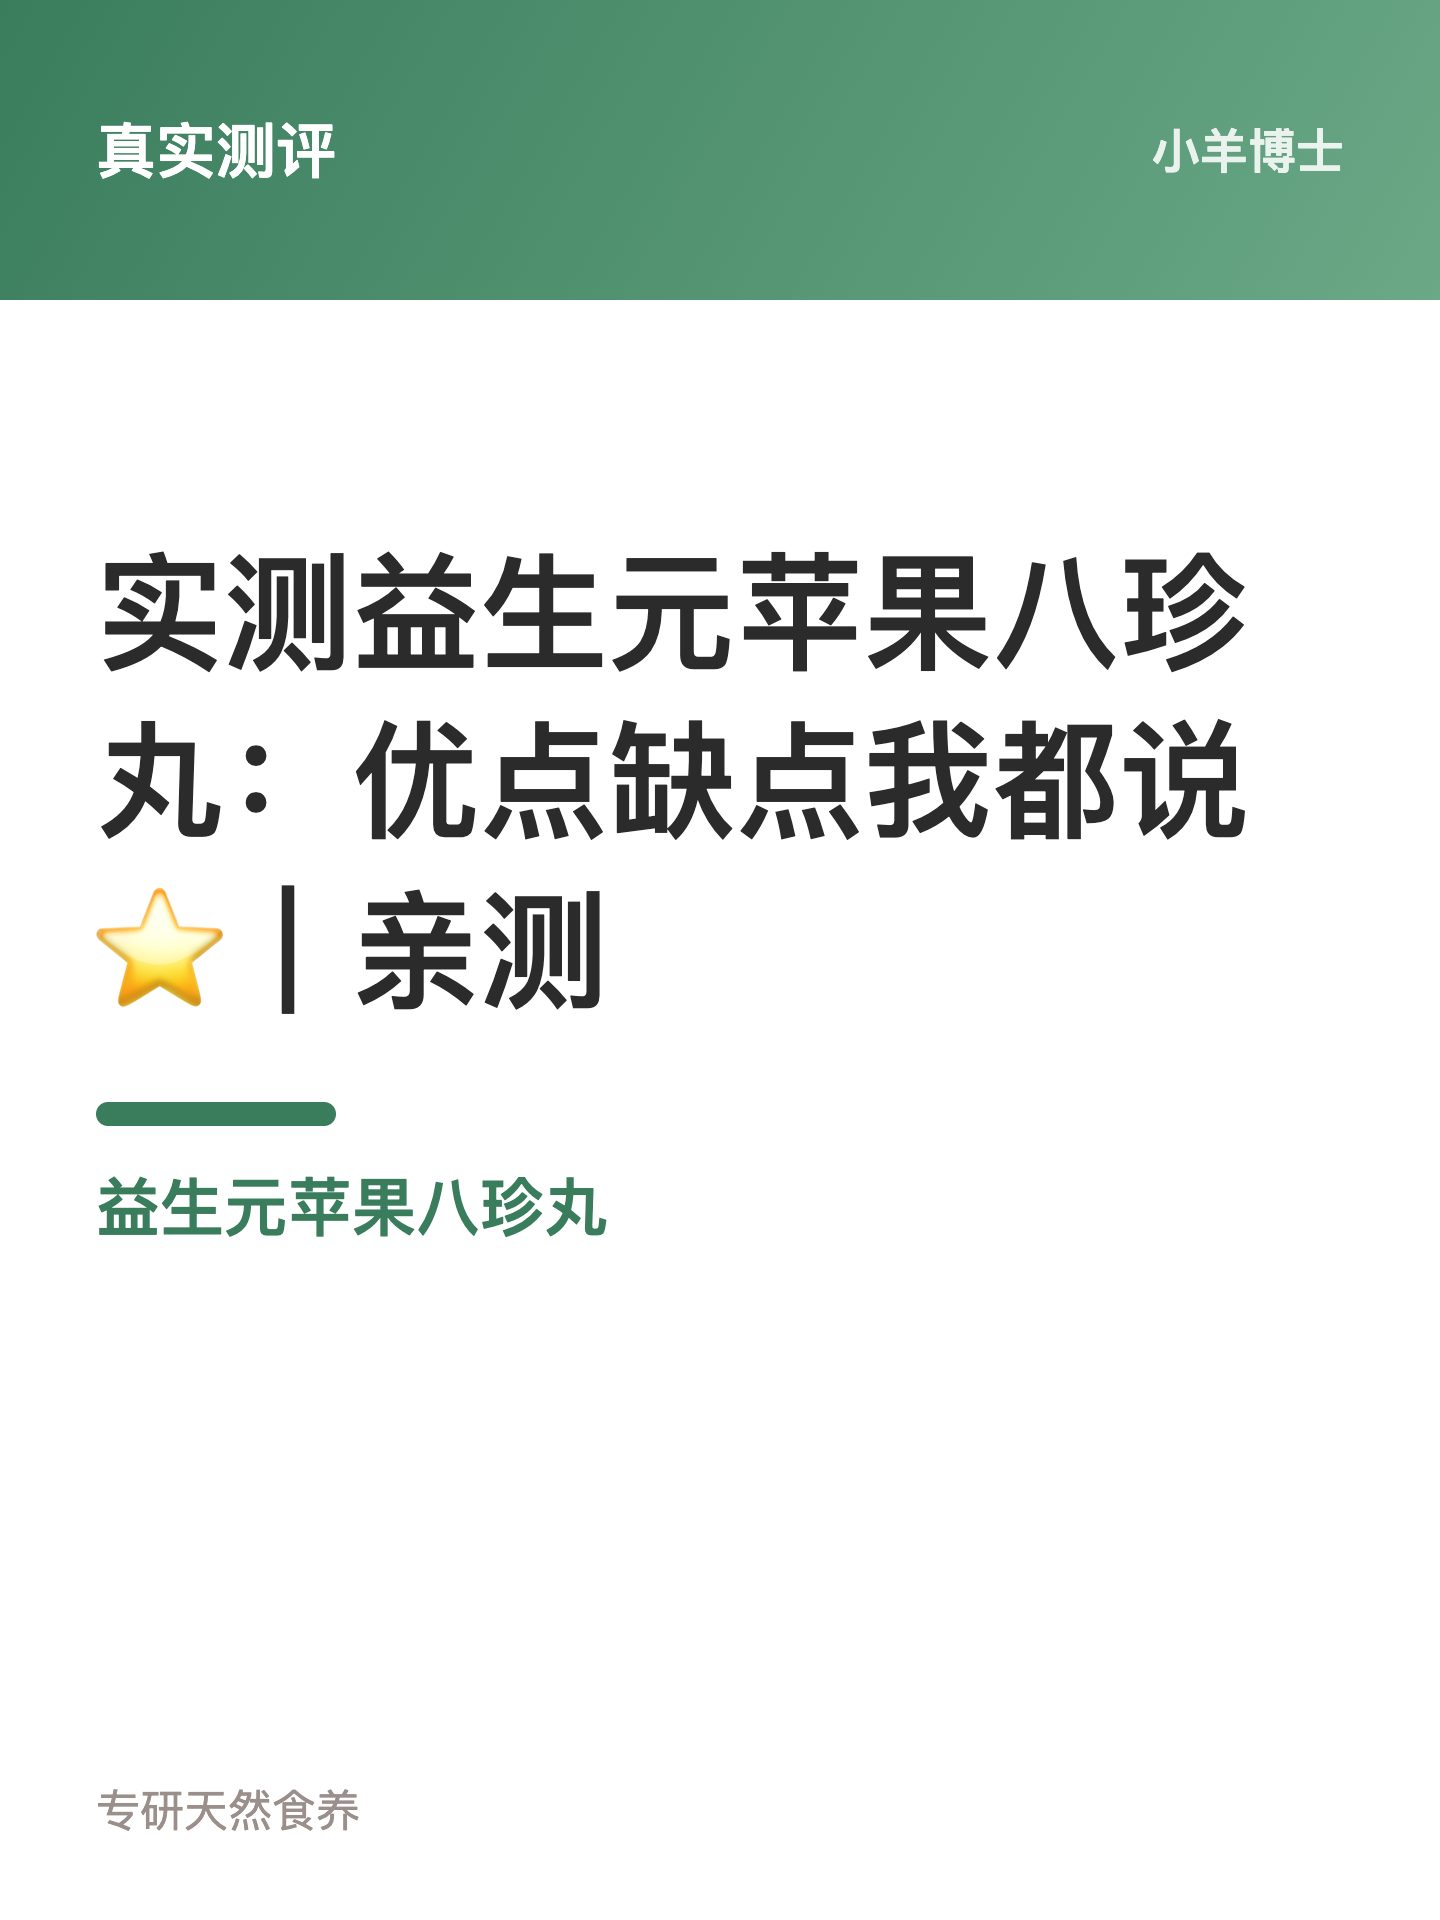 真实测评
小羊博士
实测益生元苹果八珍
丸：优点缺点我都说
⭐｜亲测
益生元苹果八珍丸
专研天然食养